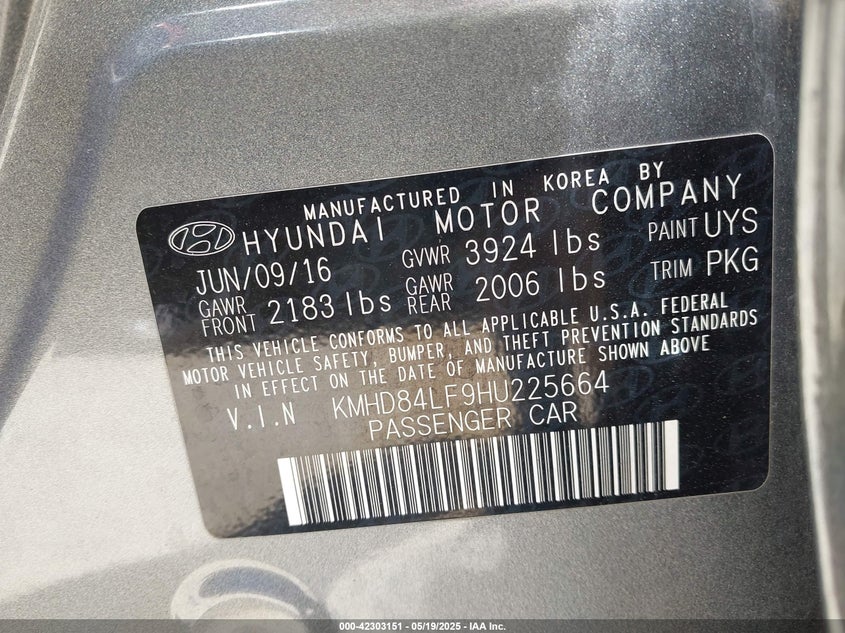 MANUFACTURED IN KOREA BY
HYUNDAI MOTOR COMPANY
JUN/09/16 GVWR 3924 lbs PAINT UYS
GAWR FRONT 2183 lbs GAWR REAR 2006 lbs TRIM PKG
THIS VEHICLE CONFORMS TO ALL APPLICABLE U.S.A. FEDERAL
MOTOR VEHICLE SAFETY, BUMPER, AND THEFT PREVENTION STANDARDS
IN EFFECT ON THE DATE OF MANUFACTURE SHOWN ABOVE
V.I.N KMHD84LF9HU225664
PASSENGER CAR
000-42303151 — 05/19/2025 — IAA Inc.